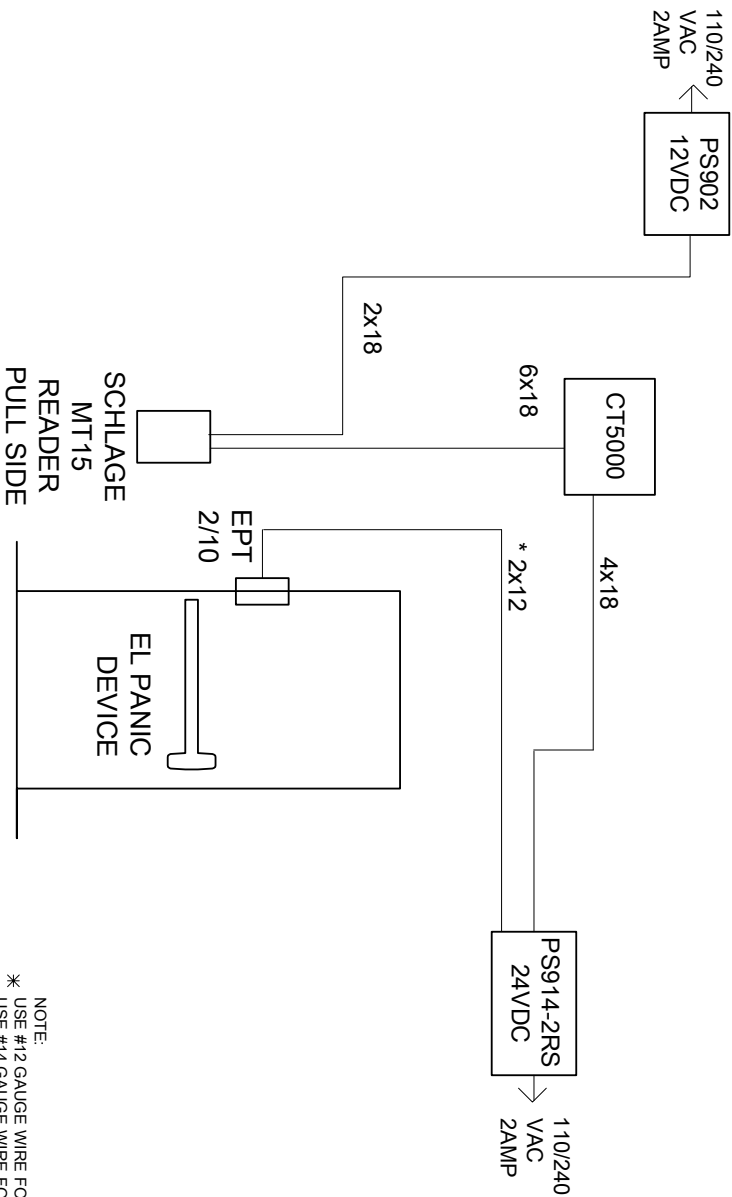 110/240
VAC
2AMP
PS902
12VDC
2x18
CT5000
6x18
4x18
SCHLAGE
MT15
READER
PULL SIDE
EPT
2/10
* 2x12
EL PANIC
DEVICE
PS914-2RS
24VDC
110/240
VAC
2AMP
NOTE:
* USE #12 GAUGE WIRE FO
USE #14 GAUGE WIRE FO